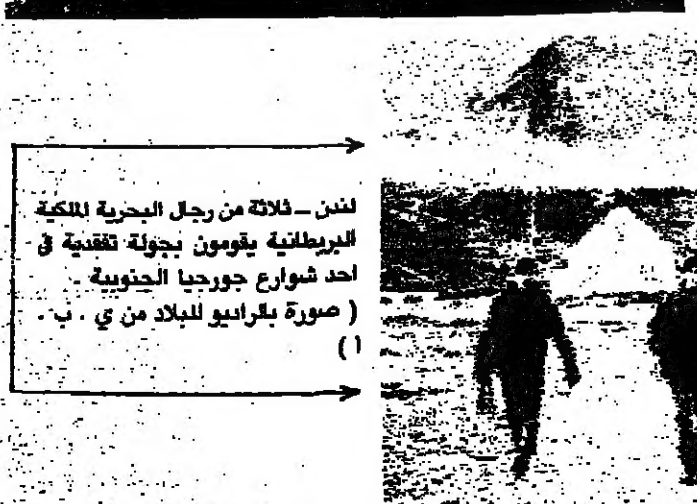 لندن – ثلاثة من رجال البحرية الملكية
البريطانية يقومون بجولة تفقدية في
احد شوارع جورجيا الجنوبية .
( صورة بالراديو للبلاد من ي . ب .
ا )